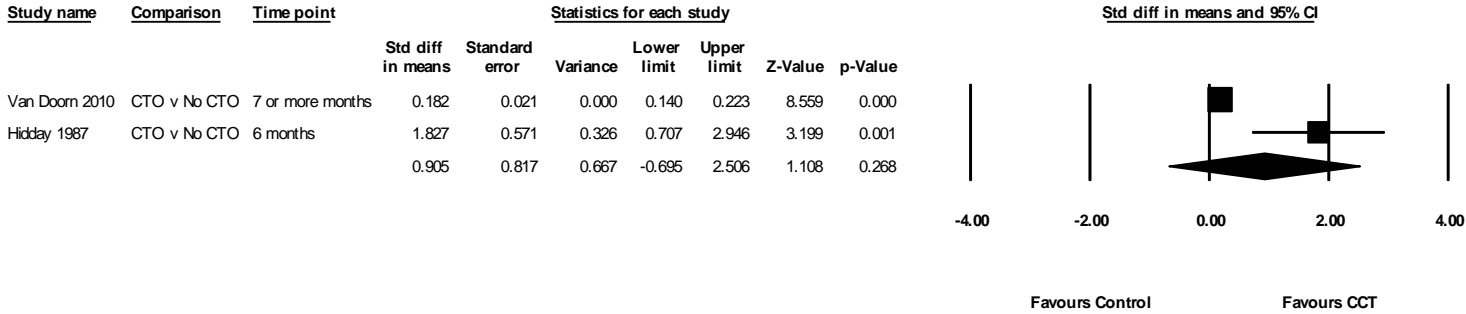 Study name Comparison Time point Statistics for each study Std diff in means and 95% CI
Std diff Standard Lower Upper
in means error Variance limit limit Z-Value p-Value
Van Doorn 2010 CTO v No CTO 7 or more months 0.182 0.021 0.000 0.140 0.223 8.559 0.000
Hidday 1987 CTO v No CTO 6 months 1.827 0.571 0.326 0.707 2.946 3.199 0.001
0.905 0.817 0.667 -0.695 2.506 1.108 0.268
-4.00 -2.00 0.00 2.00 4.00
Favours Control Favours CCT